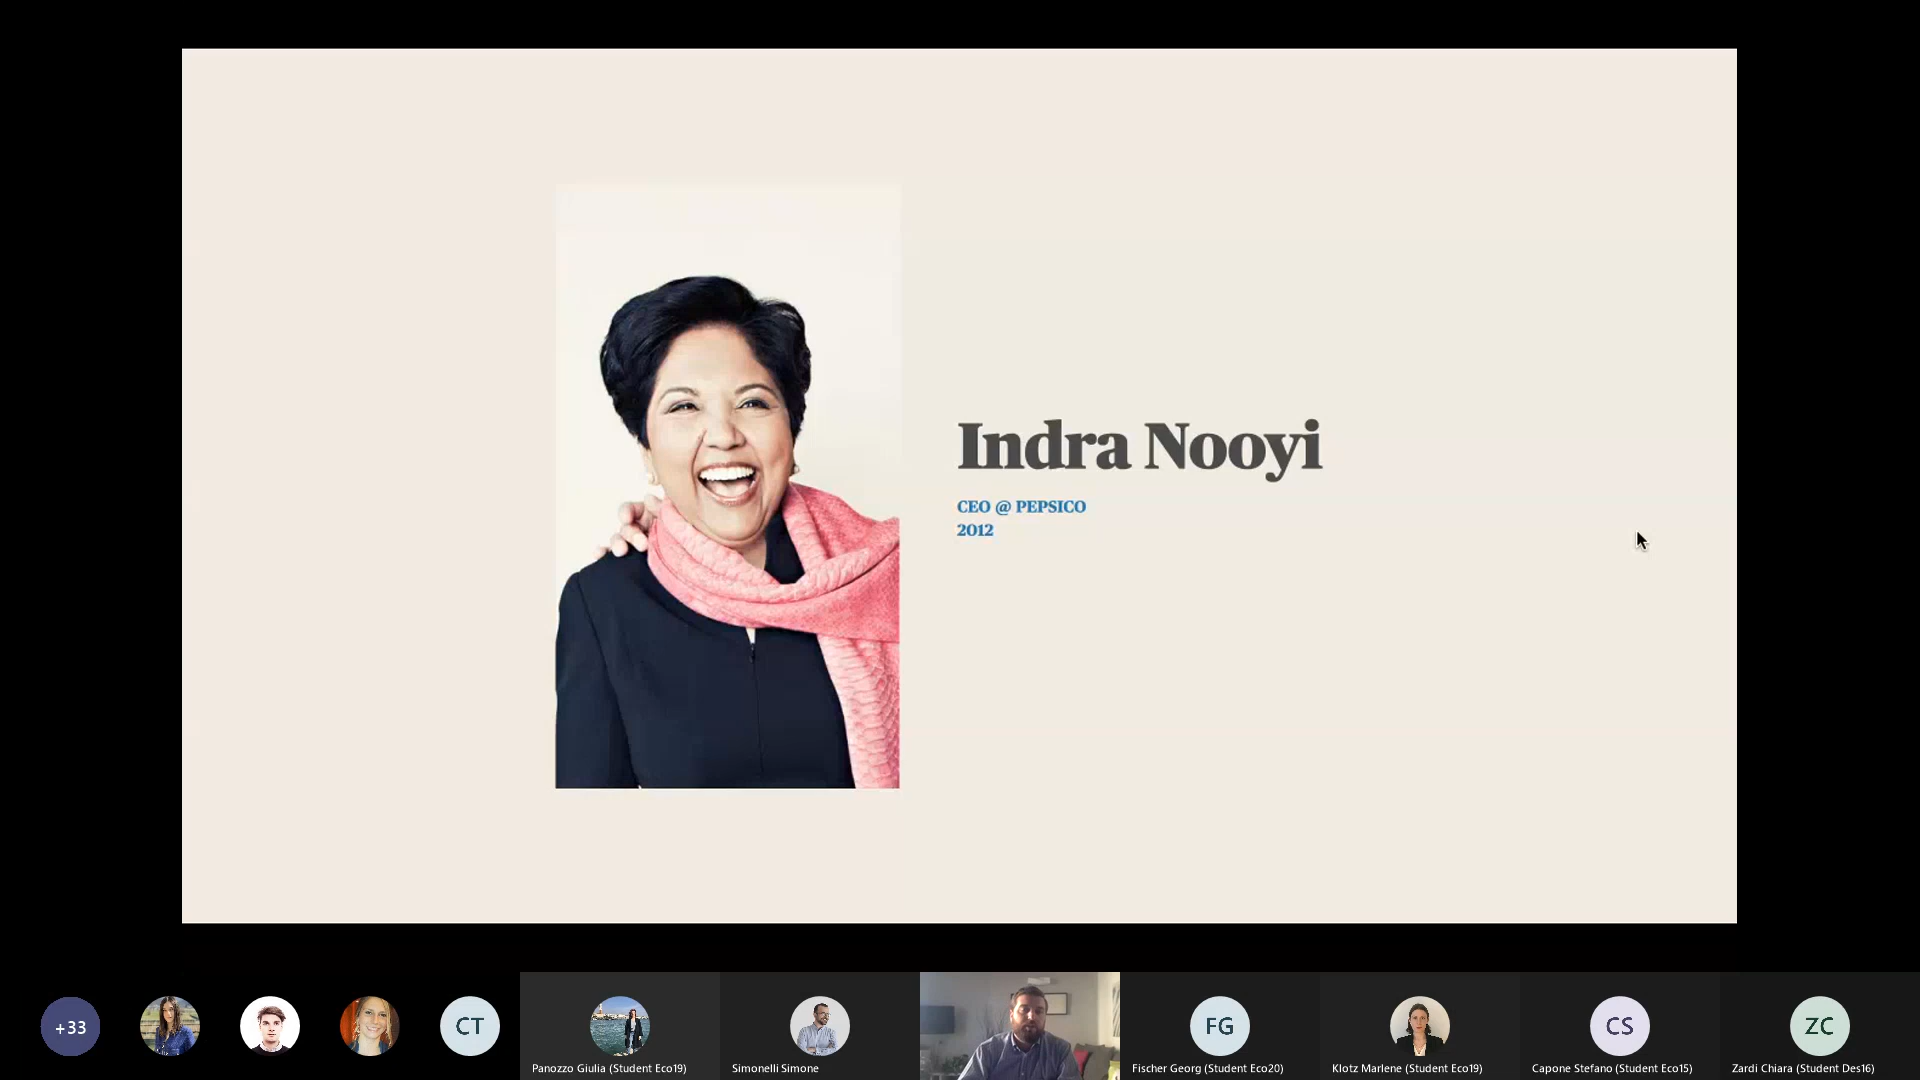 Indra Nooyi
CEO @ PEPSICO
2012
+33
CT
FG
CS
ZC
Panozzo Giulia (Student Eco19)
Simonelli Simone
Fischer Georg (Student Eco20)
Klotz Marlene (Student Eco19)
Capone Stefano (Student Eco15)
Zardi Chiara (Student Des16)